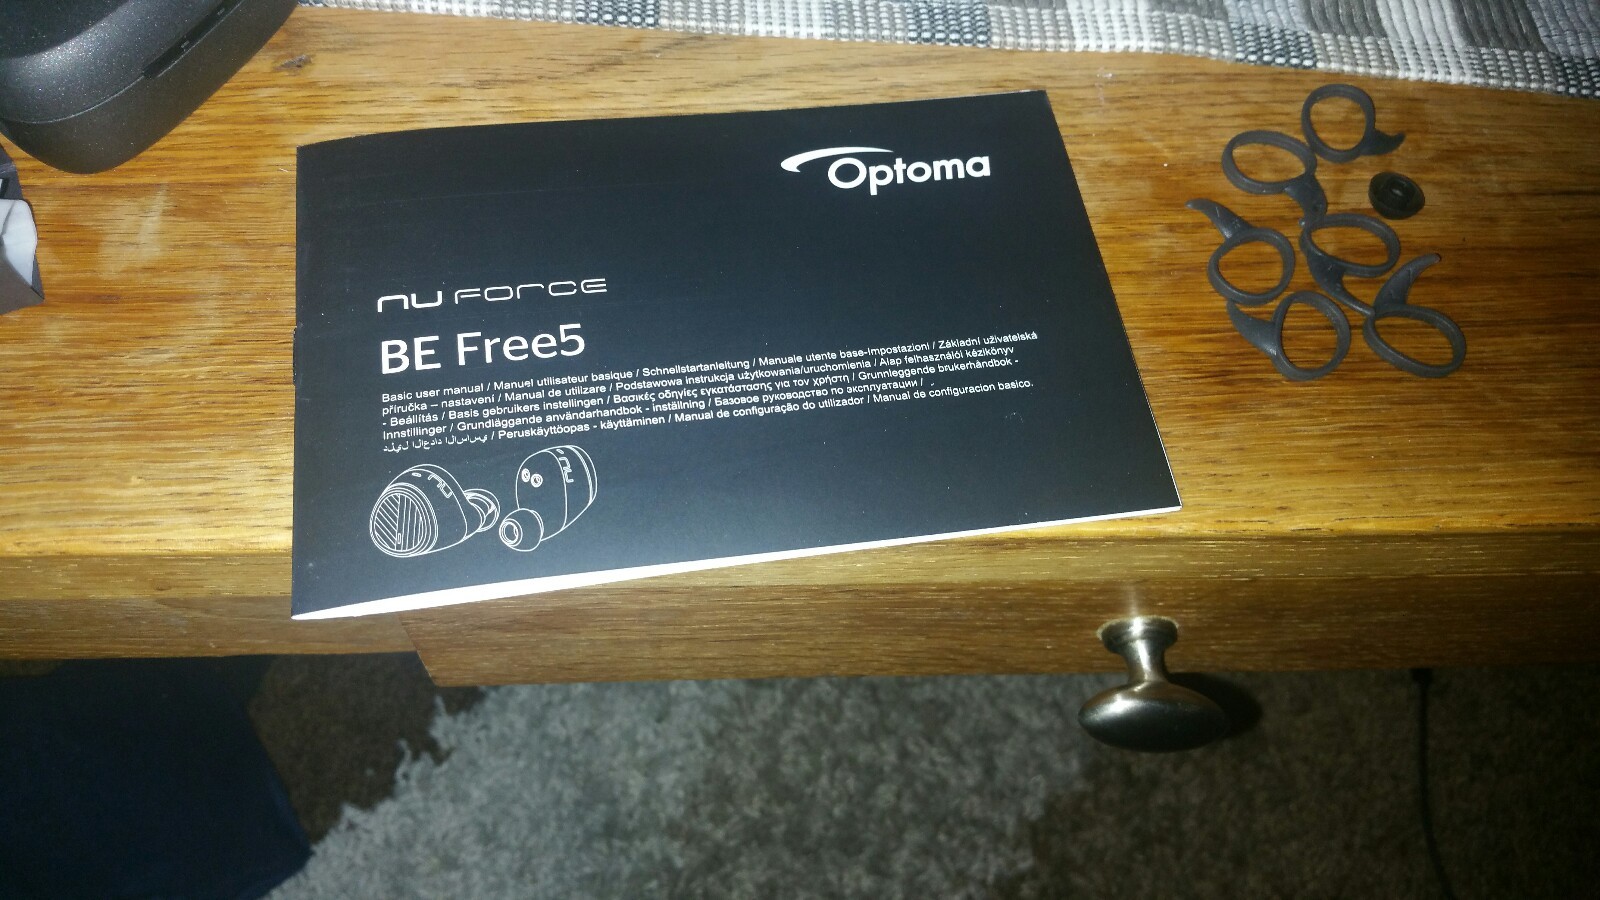 Optoma
NU FORCE
BE Free5
Basic user manual / Manuel utilisateur basique / Schnellstartanleitung / Manuale utente base-Impostazioni / Základní uživatelská
příručka – nastavení / Manual de utilizare / Podstawowa instrukcja użytkowania/uruchomienia / Alap felhasználói kézikönyv
- Beállítás / Basis gebruikers instellingen / Βασικές οδηγίες εγκατάστασης για τον χρήστη / Grunnleggende brukerhåndbok -
Innstillinger / Grundläggande användarhandbok - inställning / Базовое руководство по эксплуатации /
/ Peruskäyttöopas - käyttäminen / Manual de configuração do utilizador / Manual de configuracion basico.
nu
nu